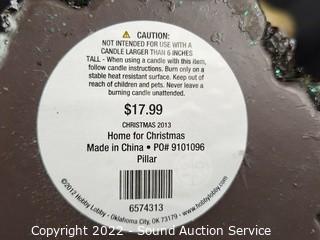 ⚠ CAUTION:
NOT INTENDED FOR USE WITH A
CANDLE LARGER THAN 6 INCHES
TALL - When using a candle with this item,
follow candle instructions. Burn only on a
stable heat resistant surface. Keep out of
reach of children and pets. Never leave a
burning candle unattended.
$17.99
CHRISTMAS 2013
Home for Christmas
Made in China • PO# 9101096
Pillar
6574313
©2012 Hobby Lobby • Oklahoma City, OK 73179 • www.hobbylobby.com
Copyright 2022 - Sound Auction Service